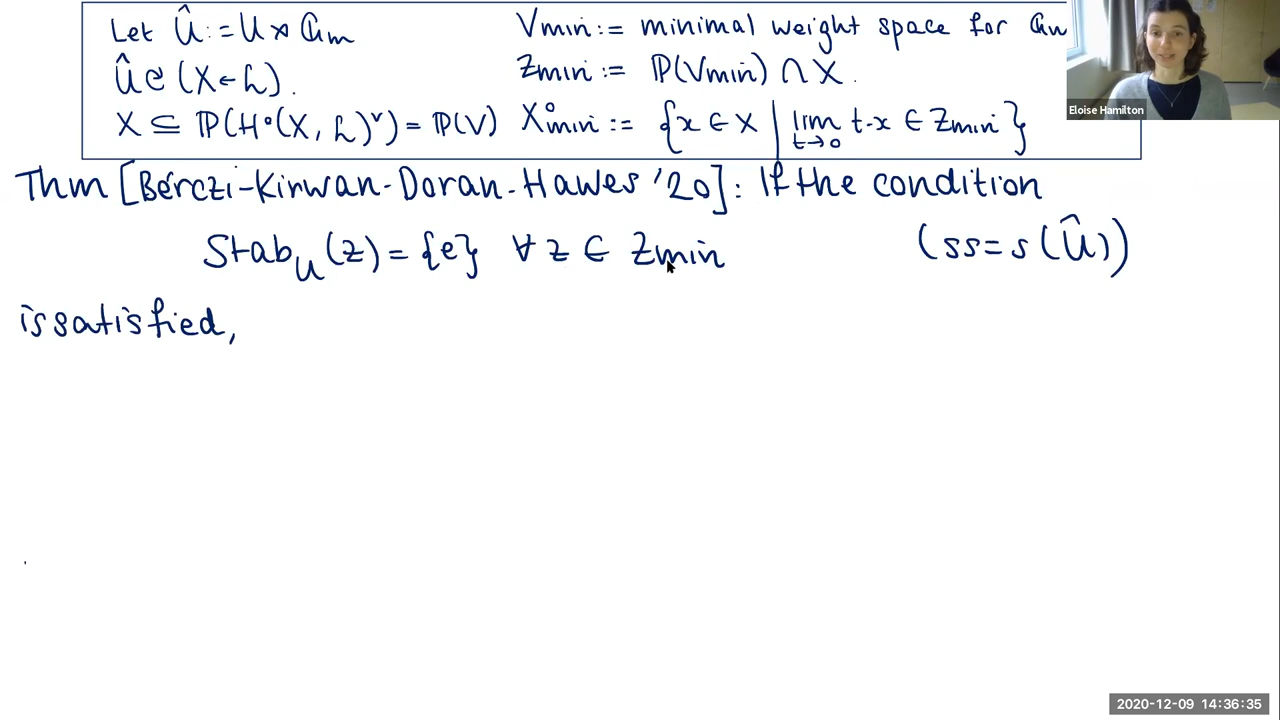 Let Û := U ⋊ 𝔾m
Û ↻ (X ← L).
X ⊆ ℙ(H⁰(X, L)^∨) = ℙ(V)
Vmin := minimal weight space for 𝔾m
Zmin := ℙ(Vmin) ∩ X.
X⁰min := {x ∈ X | lim t→0 t·x ∈ Zmin}
Eloise Hamilton
Thm [Bérczi-Kirwan-Doran-Hawes '20]: If the condition
Stab_U(z) = {e} ∀ z ∈ Zmin (ss=s(Û))
is satisfied,
2020-12-09 14:36:35